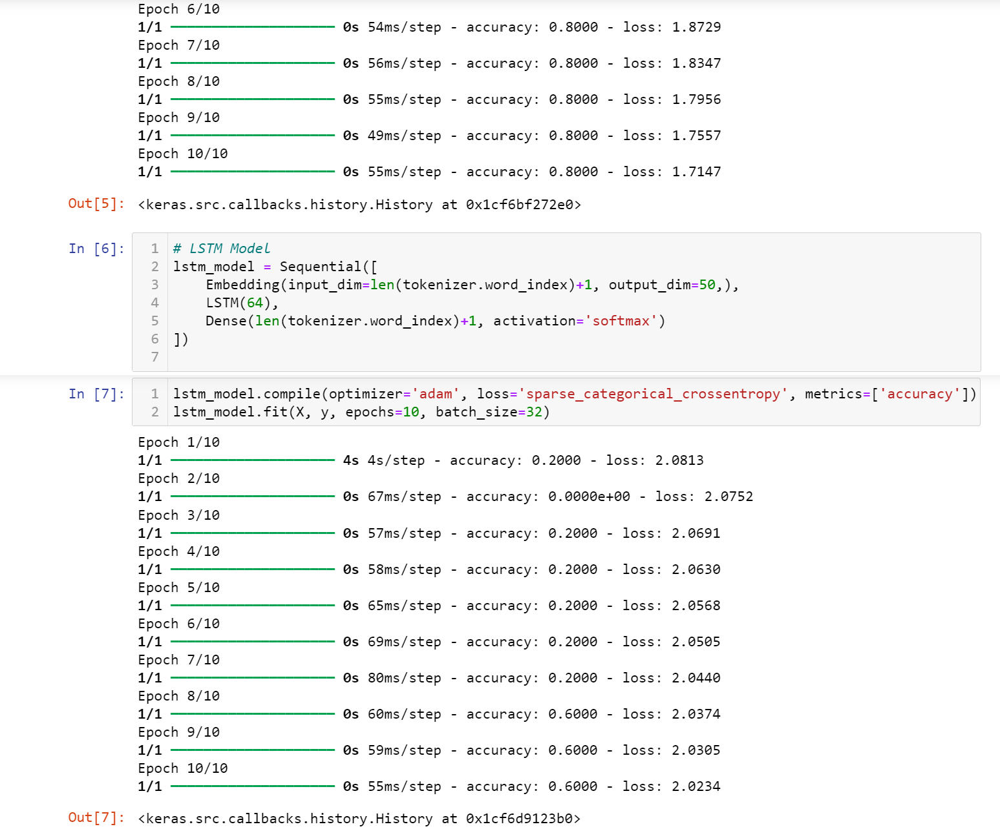 Epoch 6/10
1/1 ━━━━━━━━━━━━━━━━━━━━ 0s 54ms/step - accuracy: 0.8000 - loss: 1.8729
Epoch 7/10
1/1 ━━━━━━━━━━━━━━━━━━━━ 0s 56ms/step - accuracy: 0.8000 - loss: 1.8347
Epoch 8/10
1/1 ━━━━━━━━━━━━━━━━━━━━ 0s 55ms/step - accuracy: 0.8000 - loss: 1.7956
Epoch 9/10
1/1 ━━━━━━━━━━━━━━━━━━━━ 0s 49ms/step - accuracy: 0.8000 - loss: 1.7557
Epoch 10/10
1/1 ━━━━━━━━━━━━━━━━━━━━ 0s 55ms/step - accuracy: 0.8000 - loss: 1.7147
Out[5]: <keras.src.callbacks.history.History at 0x1cf6bf272e0>
In [6]: 1 # LSTM Model
2 lstm_model = Sequential([
3     Embedding(input_dim=len(tokenizer.word_index)+1, output_dim=50,),
4     LSTM(64),
5     Dense(len(tokenizer.word_index)+1, activation='softmax')
6 ])
7
In [7]: 1 lstm_model.compile(optimizer='adam', loss='sparse_categorical_crossentropy', metrics=['accuracy'])
2 lstm_model.fit(X, y, epochs=10, batch_size=32)
Epoch 1/10
1/1 ━━━━━━━━━━━━━━━━━━━━ 4s 4s/step - accuracy: 0.2000 - loss: 2.0813
Epoch 2/10
1/1 ━━━━━━━━━━━━━━━━━━━━ 0s 67ms/step - accuracy: 0.0000e+00 - loss: 2.0752
Epoch 3/10
1/1 ━━━━━━━━━━━━━━━━━━━━ 0s 57ms/step - accuracy: 0.2000 - loss: 2.0691
Epoch 4/10
1/1 ━━━━━━━━━━━━━━━━━━━━ 0s 58ms/step - accuracy: 0.2000 - loss: 2.0630
Epoch 5/10
1/1 ━━━━━━━━━━━━━━━━━━━━ 0s 65ms/step - accuracy: 0.2000 - loss: 2.0568
Epoch 6/10
1/1 ━━━━━━━━━━━━━━━━━━━━ 0s 69ms/step - accuracy: 0.2000 - loss: 2.0505
Epoch 7/10
1/1 ━━━━━━━━━━━━━━━━━━━━ 0s 80ms/step - accuracy: 0.2000 - loss: 2.0440
Epoch 8/10
1/1 ━━━━━━━━━━━━━━━━━━━━ 0s 60ms/step - accuracy: 0.6000 - loss: 2.0374
Epoch 9/10
1/1 ━━━━━━━━━━━━━━━━━━━━ 0s 59ms/step - accuracy: 0.6000 - loss: 2.0305
Epoch 10/10
1/1 ━━━━━━━━━━━━━━━━━━━━ 0s 55ms/step - accuracy: 0.6000 - loss: 2.0234
Out[7]: <keras.src.callbacks.history.History at 0x1cf6d9123b0>